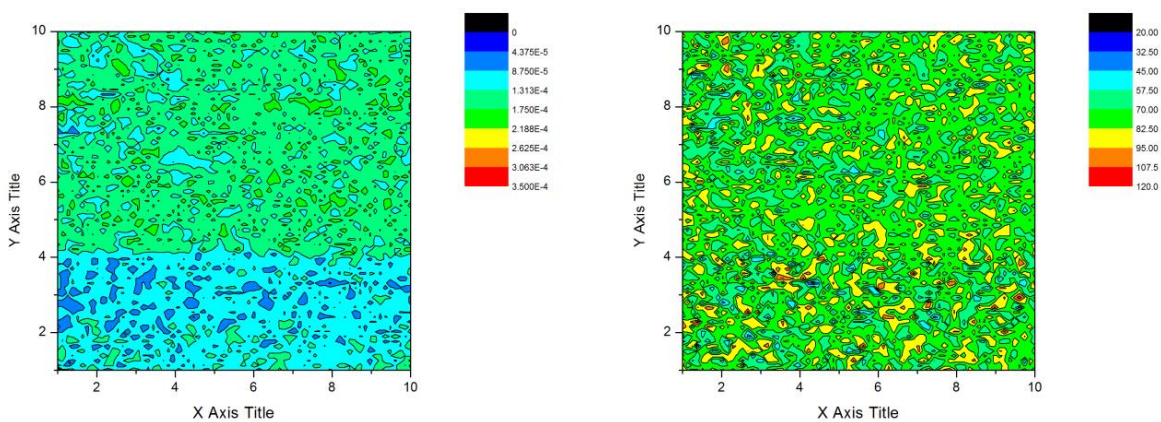 10
8
6
4
2
Y Axis Title
2 4 6 8 10
X Axis Title
0
4.375E-5
8.750E-5
1.313E-4
1.750E-4
2.188E-4
2.625E-4
3.063E-4
3.500E-4
10
8
6
4
2
Y Axis Title
2 4 6 8 10
X Axis Title
20.00
32.50
45.00
57.50
70.00
82.50
95.00
107.5
120.0